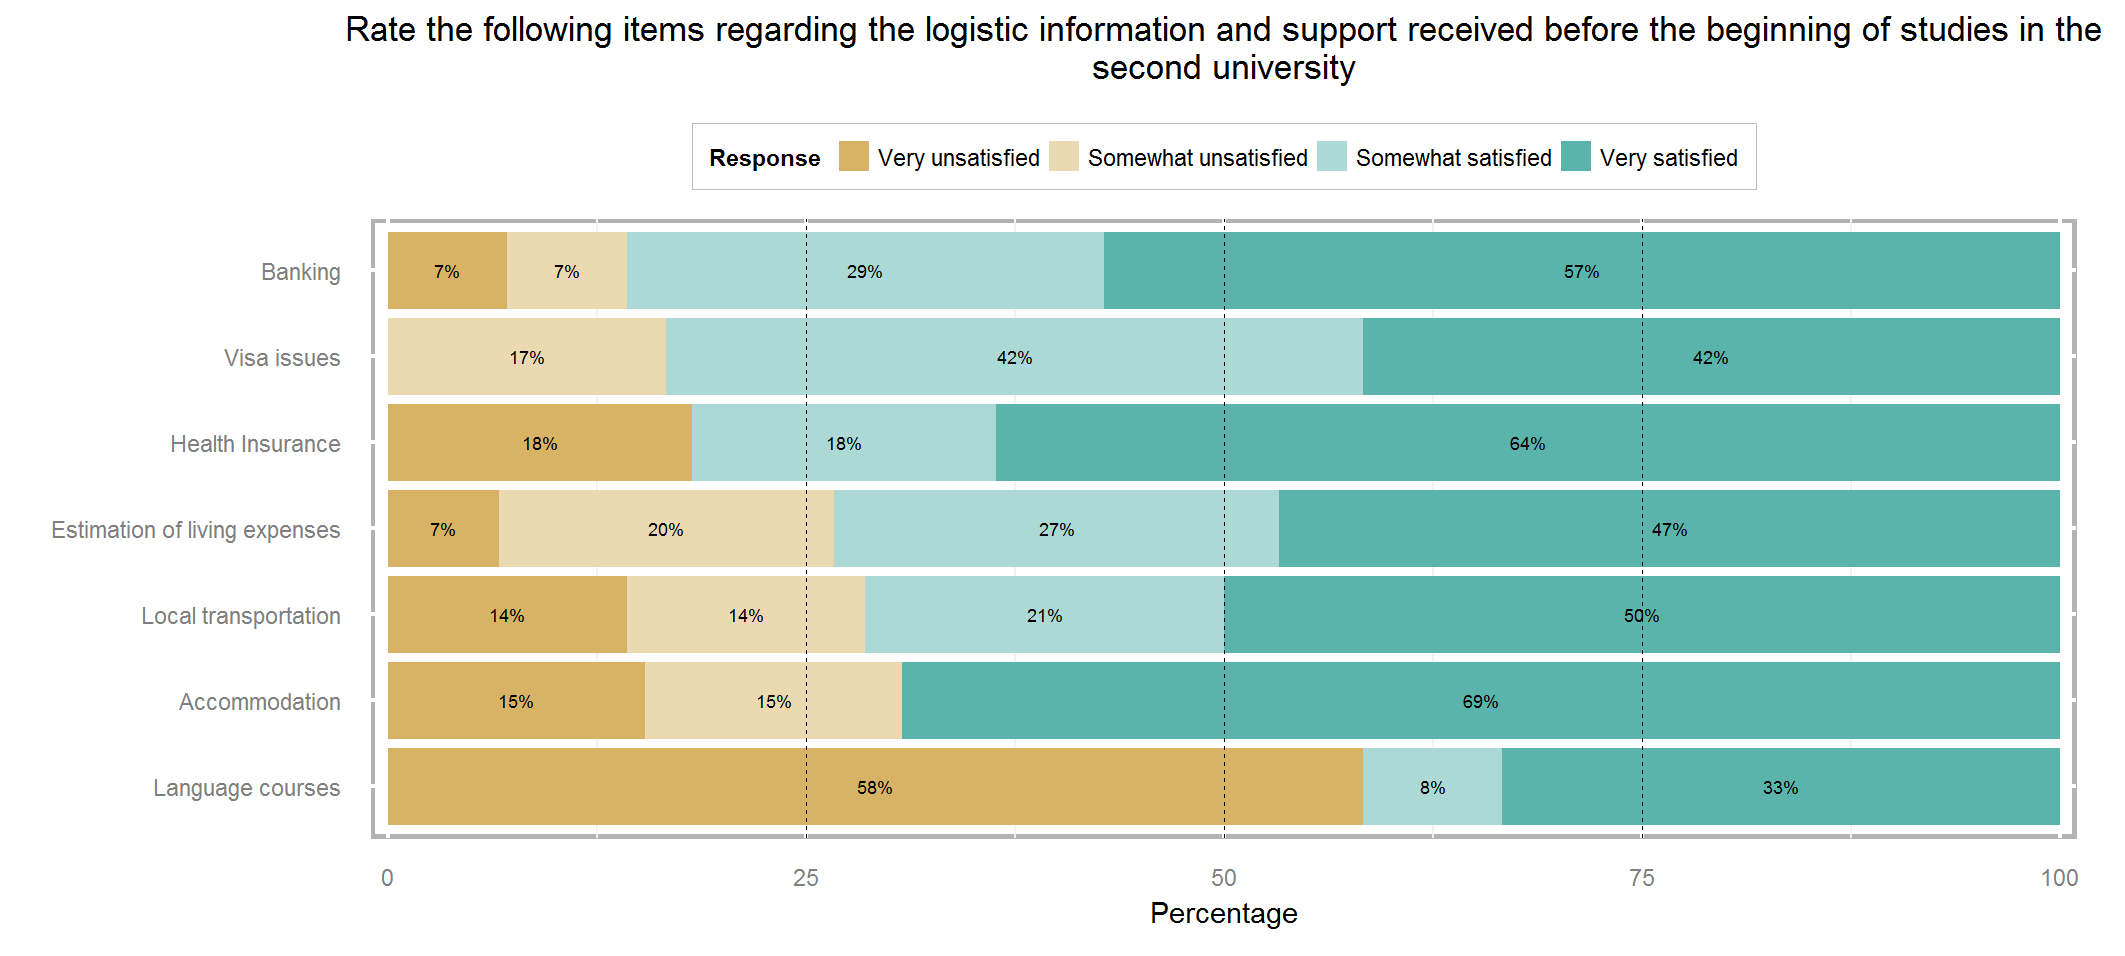 Rate the following items regarding the logistic information and support received before the beginning of studies in the
second university
Response Very unsatisfied Somewhat unsatisfied Somewhat satisfied Very satisfied
Banking 7% 7% 29% 57%
Visa issues 17% 42% 42%
Health Insurance 18% 18% 64%
Estimation of living expenses 7% 20% 27% 47%
Local transportation 14% 14% 21% 50%
Accommodation 15% 15% 69%
Language courses 58% 8% 33%
0 25 50 75 100
Percentage